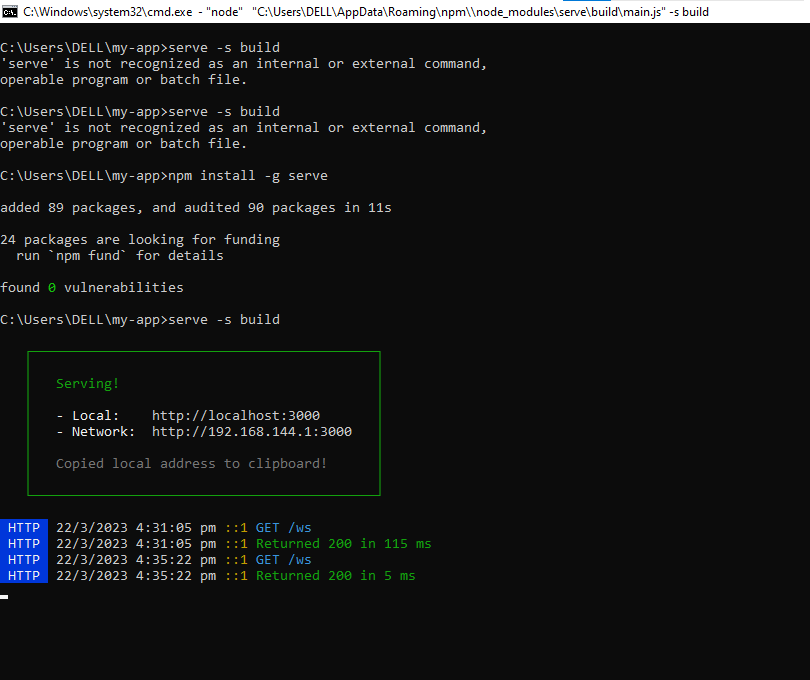 C:\Windows\system32\cmd.exe - "node" "C:\Users\DELL\AppData\Roaming\npm\\node_modules\serve\build\main.js" -s build
C:\Users\DELL\my-app>serve -s build
'serve' is not recognized as an internal or external command,
operable program or batch file.
C:\Users\DELL\my-app>serve -s build
'serve' is not recognized as an internal or external command,
operable program or batch file.
C:\Users\DELL\my-app>npm install -g serve
added 89 packages, and audited 90 packages in 11s
24 packages are looking for funding
  run `npm fund` for details
found 0 vulnerabilities
C:\Users\DELL\my-app>serve -s build
Serving!
- Local:    http://localhost:3000
- Network:  http://192.168.144.1:3000
Copied local address to clipboard!
HTTP  22/3/2023 4:31:05 pm ::1 GET /ws
HTTP  22/3/2023 4:31:05 pm ::1 Returned 200 in 115 ms
HTTP  22/3/2023 4:35:22 pm ::1 GET /ws
HTTP  22/3/2023 4:35:22 pm ::1 Returned 200 in 5 ms